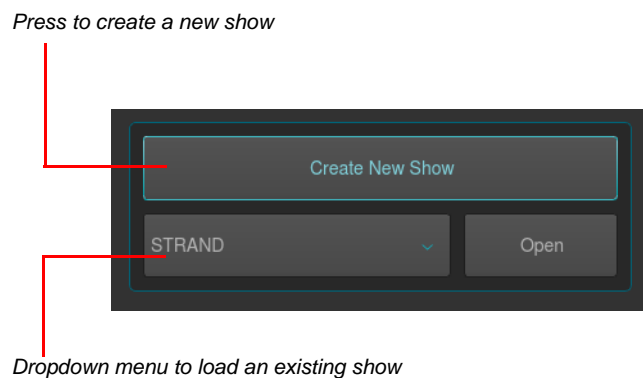 Press to create a new show
Create New Show
STRAND
Open
Dropdown menu to load an existing show